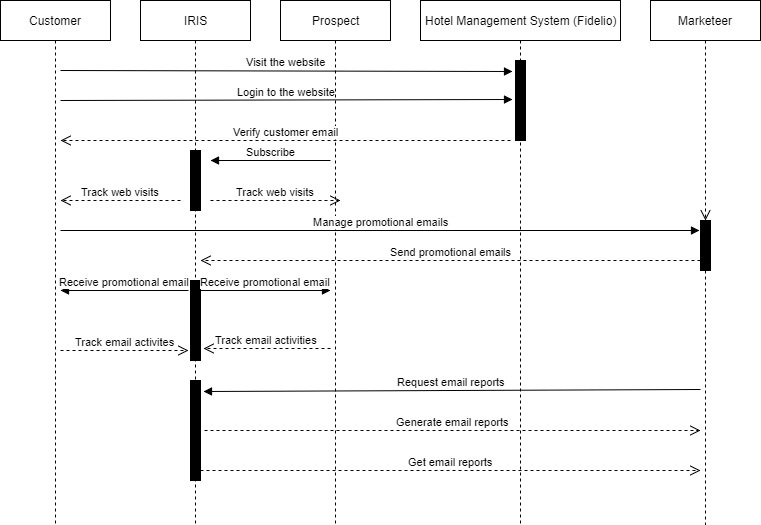 Customer
IRIS
Prospect
Hotel Management System (Fidelio)
Marketeer
Visit the website
Login to the website
Verify customer email
Subscribe
Track web visits
Track web visits
Manage promotional emails
Send promotional emails
Receive promotional email
Receive promotional email
Track email activites
Track email activities
Request email reports
Generate email reports
Get email reports